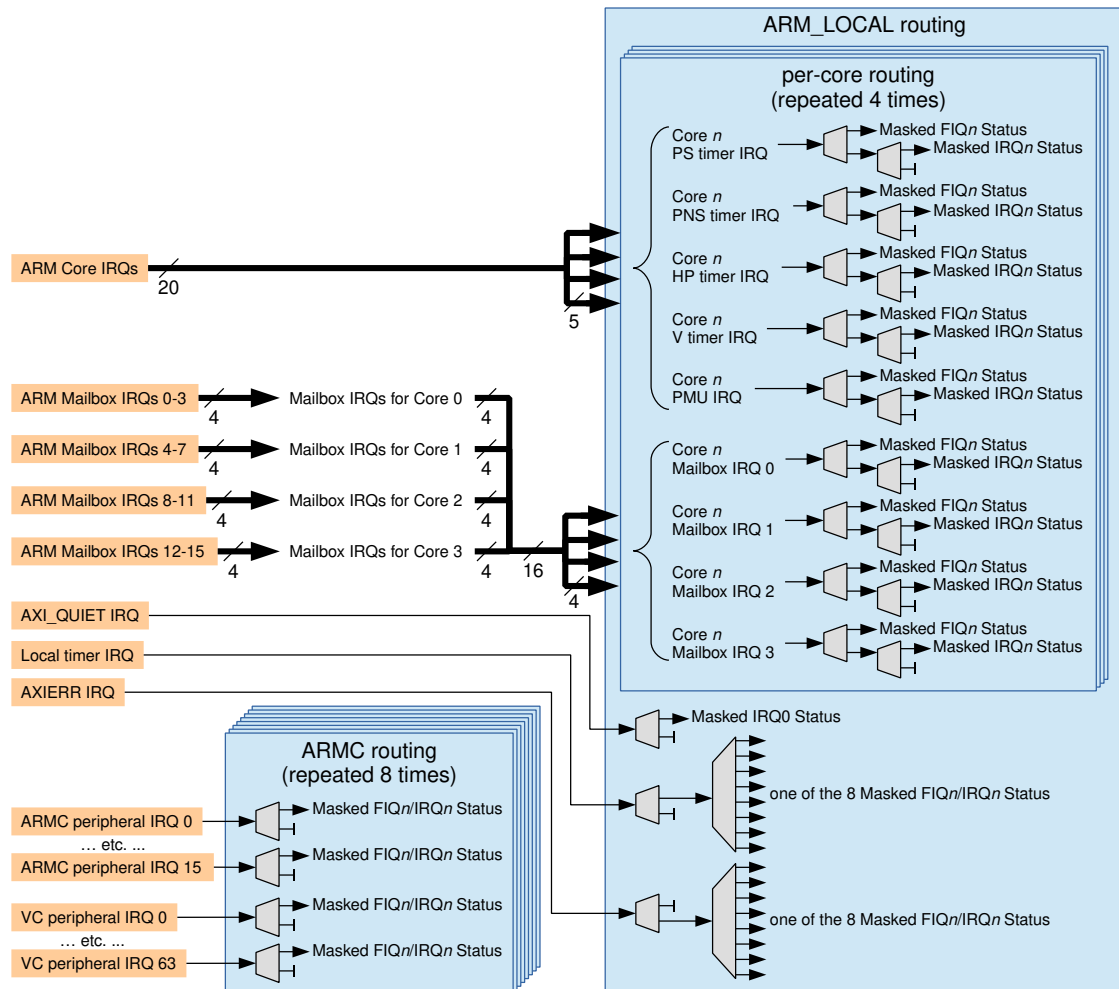 ARM_LOCAL routing
per-core routing
(repeated 4 times)
Core n
PS timer IRQ
Masked FIQn Status
Masked IRQn Status
Core n
PNS timer IRQ
Masked FIQn Status
Masked IRQn Status
ARM Core IRQs
20
5
Core n
HP timer IRQ
Masked FIQn Status
Masked IRQn Status
Core n
V timer IRQ
Masked FIQn Status
Masked IRQn Status
Core n
PMU IRQ
Masked FIQn Status
Masked IRQn Status
ARM Mailbox IRQs 0-3
4
Mailbox IRQs for Core 0
4
ARM Mailbox IRQs 4-7
4
Mailbox IRQs for Core 1
4
ARM Mailbox IRQs 8-11
4
Mailbox IRQs for Core 2
4
ARM Mailbox IRQs 12-15
4
Mailbox IRQs for Core 3
4
16
4
Core n
Mailbox IRQ 0
Masked FIQn Status
Masked IRQn Status
Core n
Mailbox IRQ 1
Masked FIQn Status
Masked IRQn Status
Core n
Mailbox IRQ 2
Masked FIQn Status
Masked IRQn Status
Core n
Mailbox IRQ 3
Masked FIQn Status
Masked IRQn Status
AXI_QUIET IRQ
Local timer IRQ
AXIERR IRQ
Masked IRQ0 Status
one of the 8 Masked FIQn/IRQn Status
one of the 8 Masked FIQn/IRQn Status
ARMC routing
(repeated 8 times)
ARMC peripheral IRQ 0
Masked FIQn/IRQn Status
... etc. ...
ARMC peripheral IRQ 15
Masked FIQn/IRQn Status
VC peripheral IRQ 0
Masked FIQn/IRQn Status
... etc. ...
VC peripheral IRQ 63
Masked FIQn/IRQn Status